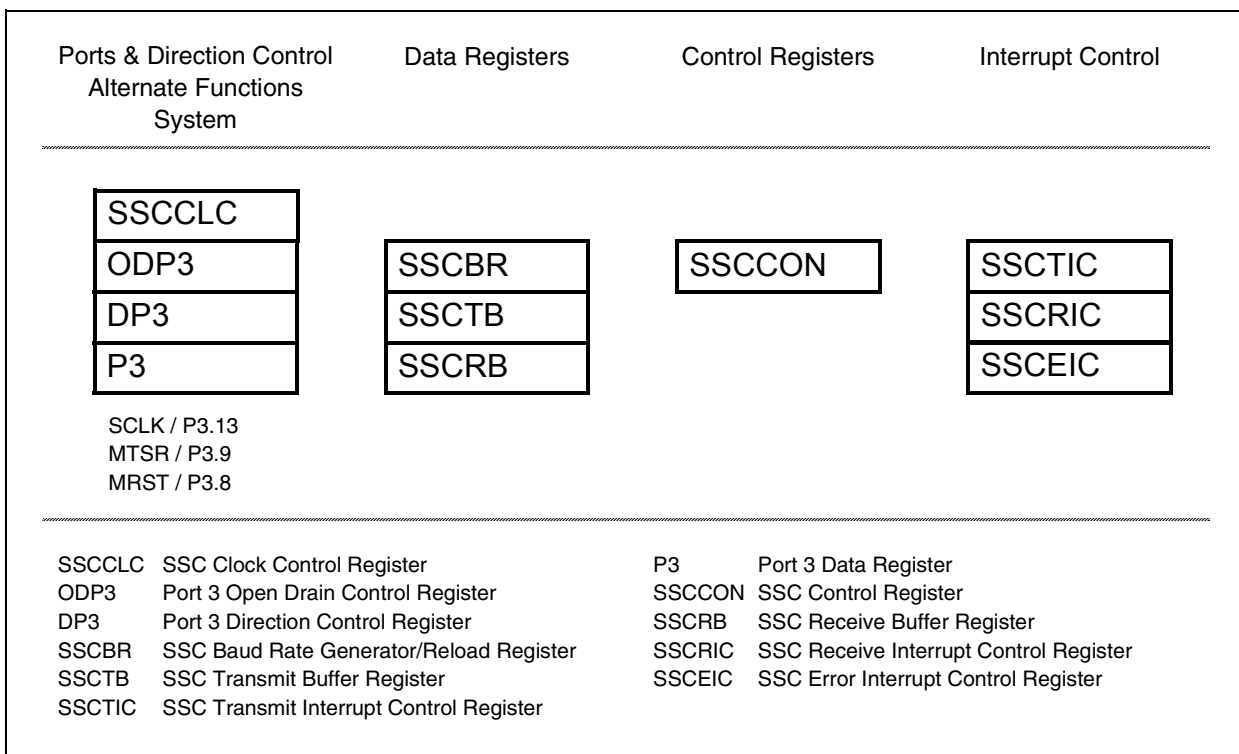 Ports & Direction Control
Alternate Functions
System
Data Registers
Control Registers
Interrupt Control
SSCCLC
ODP3
DP3
P3
SCLK / P3.13
MTSR / P3.9
MRST / P3.8
SSCBR
SSCTB
SSCRB
SSCCON
SSCTIC
SSCRIC
SSCEIC
SSCCLC SSC Clock Control Register
ODP3 Port 3 Open Drain Control Register
DP3 Port 3 Direction Control Register
SSCBR SSC Baud Rate Generator/Reload Register
SSCTB SSC Transmit Buffer Register
SSCTIC SSC Transmit Interrupt Control Register
P3 Port 3 Data Register
SSCCON SSC Control Register
SSCRB SSC Receive Buffer Register
SSCRIC SSC Receive Interrupt Control Register
SSCEIC SSC Error Interrupt Control Register